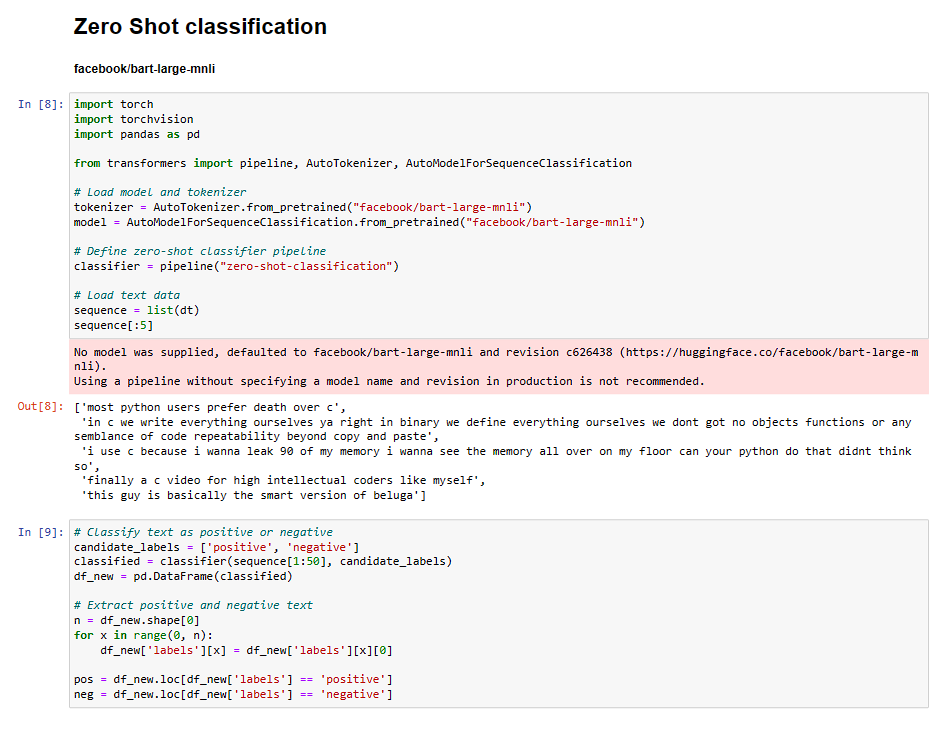 Zero Shot classification
facebook/bart-large-mnli
In [8]:
import torch
import torchvision
import pandas as pd
from transformers import pipeline, AutoTokenizer, AutoModelForSequenceClassification
# Load model and tokenizer
tokenizer = AutoTokenizer.from_pretrained("facebook/bart-large-mnli")
model = AutoModelForSequenceClassification.from_pretrained("facebook/bart-large-mnli")
# Define zero-shot classifier pipeline
classifier = pipeline("zero-shot-classification")
# Load text data
sequence = list(dt)
sequence[:5]
No model was supplied, defaulted to facebook/bart-large-mnli and revision c626438 (https://huggingface.co/facebook/bart-large-m
nli).
Using a pipeline without specifying a model name and revision in production is not recommended.
Out[8]:
['most python users prefer death over c',
 'in c we write everything ourselves ya right in binary we define everything ourselves we dont got no objects functions or any
semblance of code repeatability beyond copy and paste',
 'i use c because i wanna leak 90 of my memory i wanna see the memory all over on my floor can your python do that didnt think
so',
 'finally a c video for high intellectual coders like myself',
 'this guy is basically the smart version of beluga']
In [9]:
# Classify text as positive or negative
candidate_labels = ['positive', 'negative']
classified = classifier(sequence[1:50], candidate_labels)
df_new = pd.DataFrame(classified)
# Extract positive and negative text
n = df_new.shape[0]
for x in range(0, n):
    df_new['labels'][x] = df_new['labels'][x][0]
pos = df_new.loc[df_new['labels'] == 'positive']
neg = df_new.loc[df_new['labels'] == 'negative']